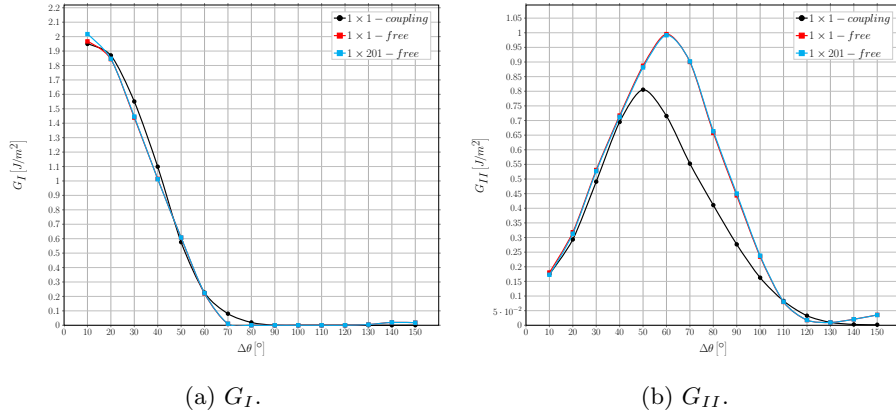 2.2
2.1
2
1.9
1.8
1.7
1.6
1.5
1.4
1.3
1.2
1.1
1
0.9
0.8
0.7
0.6
0.5
0.4
0.3
0.2
0.1
0
G_I [J/m²]
1 × 1 − coupling
1 × 1 − free
1 × 201 − free
0 10 20 30 40 50 60 70 80 90 100 110 120 130 140 150
Δθ [°]
(a) G_I.
1.05
1
0.95
0.9
0.85
0.8
0.75
0.7
0.65
0.6
0.55
0.5
0.45
0.4
0.35
0.3
0.25
0.2
0.15
0.1
5 · 10⁻²
0
G_II [J/m²]
1 × 1 − coupling
1 × 1 − free
1 × 201 − free
0 10 20 30 40 50 60 70 80 90 100 110 120 130 140 150
Δθ [°]
(b) G_II.